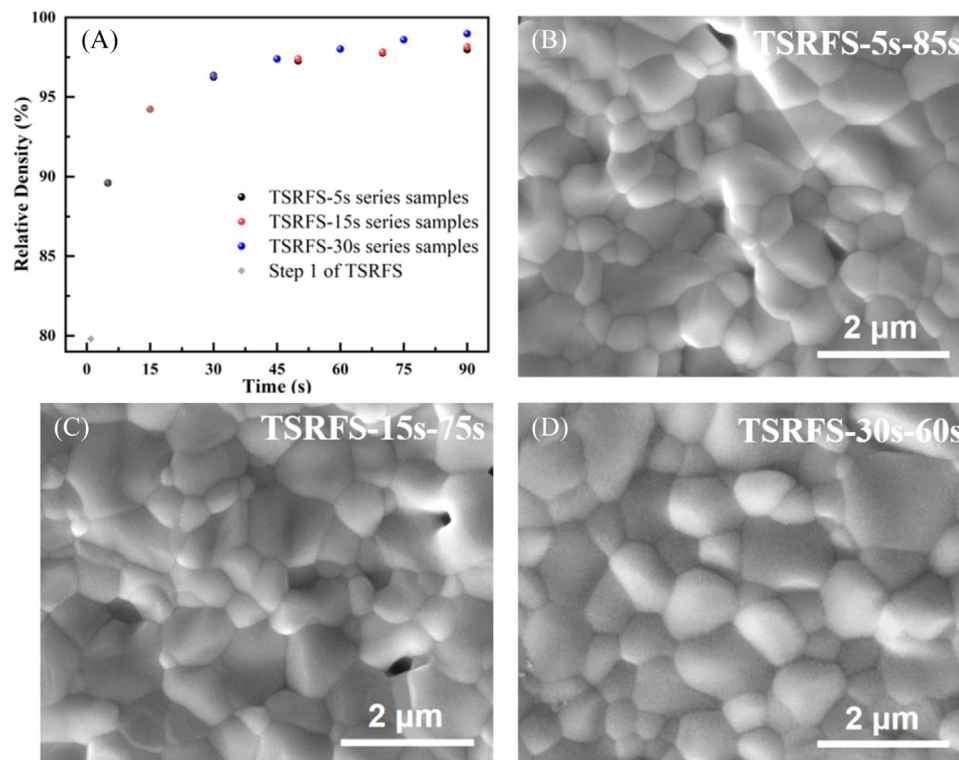 (A)
100
95
90
85
80
Relative Density (%)
TSRFS-5s series samples
TSRFS-15s series samples
TSRFS-30s series samples
Step 1 of TSRFS
0 15 30 45 60 75 90
Time (s)
(B) TSRFS-5s-85s
2 μm
(C) TSRFS-15s-75s
2 μm
(D) TSRFS-30s-60s
2 μm